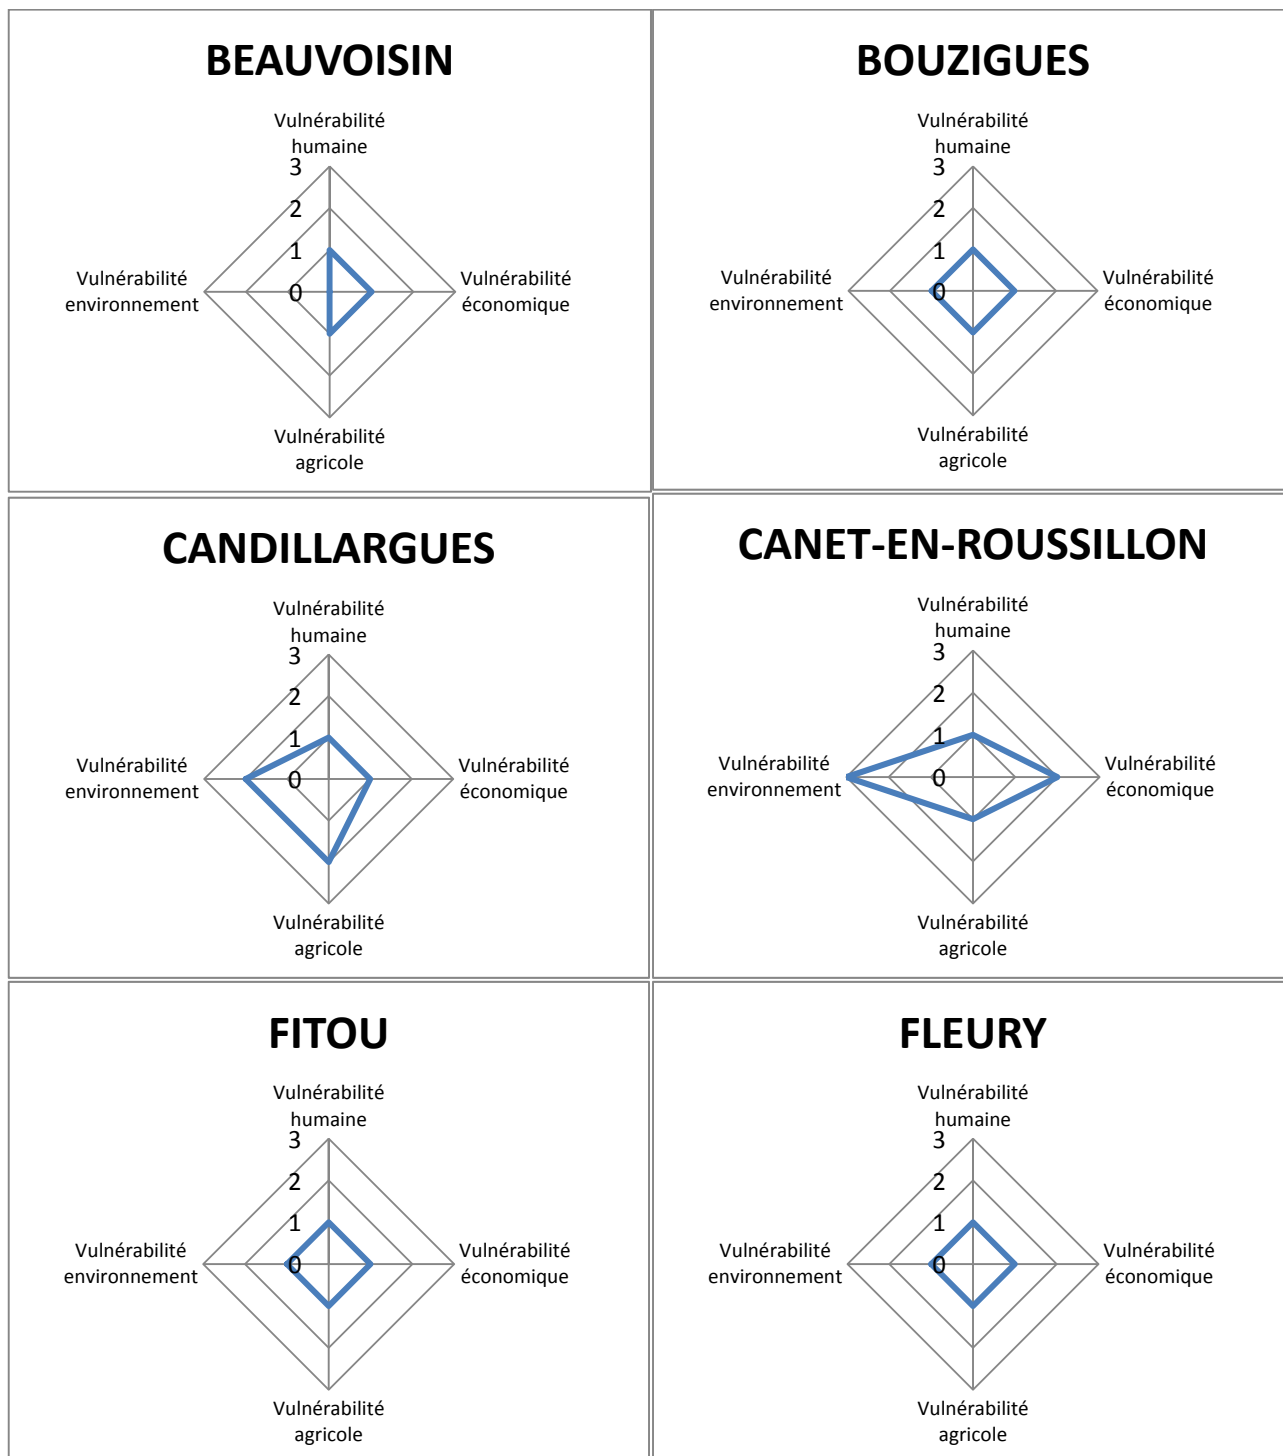 BEAUVOISIN
Vulnérabilité
humaine
3
2
1
0
Vulnérabilité
environnement
Vulnérabilité
économique
Vulnérabilité
agricole
BOUZIGUES
Vulnérabilité
humaine
3
2
1
0
Vulnérabilité
environnement
Vulnérabilité
économique
Vulnérabilité
agricole
CANDILLARGUES
Vulnérabilité
humaine
3
2
1
0
Vulnérabilité
environnement
Vulnérabilité
économique
Vulnérabilité
agricole
CANET-EN-ROUSSILLON
Vulnérabilité
humaine
3
2
1
0
Vulnérabilité
environnement
Vulnérabilité
économique
Vulnérabilité
agricole
FITOU
Vulnérabilité
humaine
3
2
1
0
Vulnérabilité
environnement
Vulnérabilité
économique
Vulnérabilité
agricole
FLEURY
Vulnérabilité
humaine
3
2
1
0
Vulnérabilité
environnement
Vulnérabilité
économique
Vulnérabilité
agricole